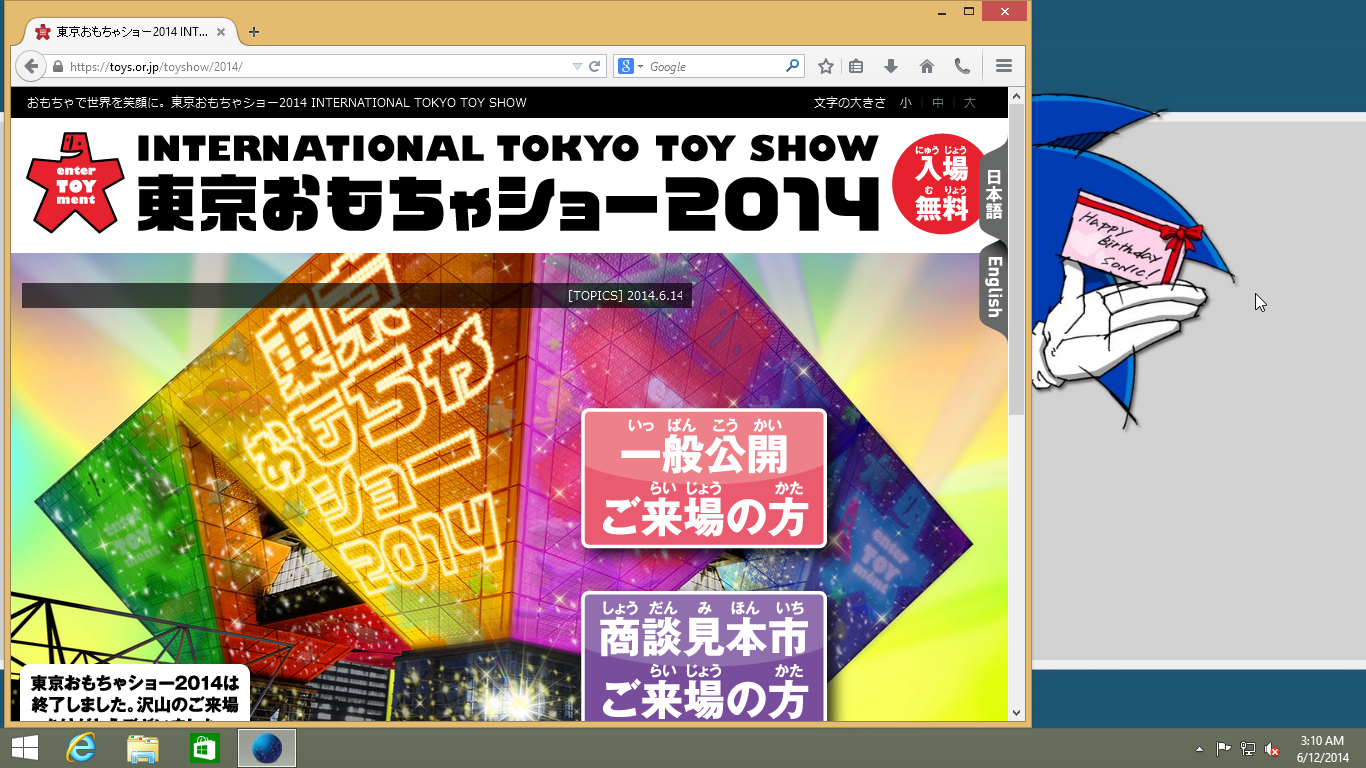 東京おもちゃショー2014 INT...
https://toys.or.jp/toyshow/2014/
Google
おもちゃで世界を笑顔に。東京おもちゃショー2014 INTERNATIONAL TOKYO TOY SHOW
文字の大きさ 小 | 中 | 大
enter
TOY
ment
INTERNATIONAL TOKYO TOY SHOW
東京おもちゃショー2014
にゅう じょう
入場
む りょう
無料
日本語
English
Happy
Birthday
Sonic!
[TOPICS] 2014.6.14
東京
おもちゃ
ショー
2014
いっ ぱん こう かい
一般公開
らい じょう かた
ご来場の方
enter
TOY
ment
enter
TOY
ment
しょう だん み ほん いち
商談見本市
らい じょう かた
ご来場の方
東京おもちゃショー2014は
終了しました。沢山のご来場
3:10 AM
6/12/2014